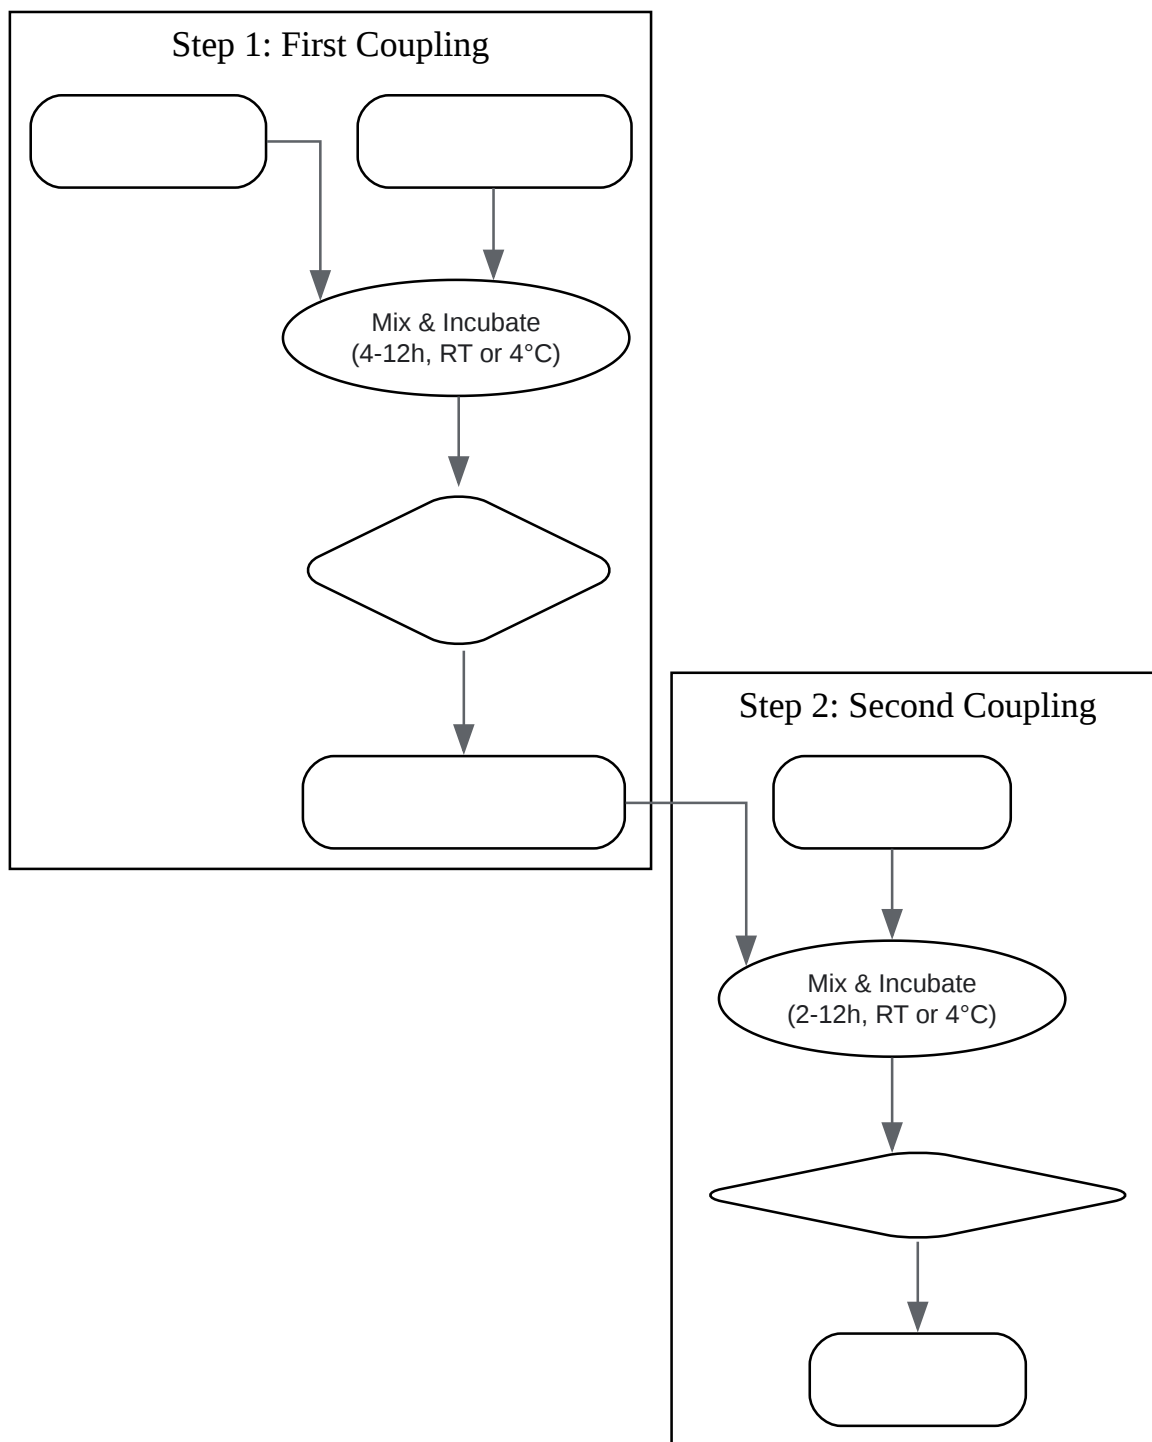 Step 1: First Coupling
Mix & Incubate
(4-12h, RT or 4°C)
Step 2: Second Coupling
Mix & Incubate
(2-12h, RT or 4°C)